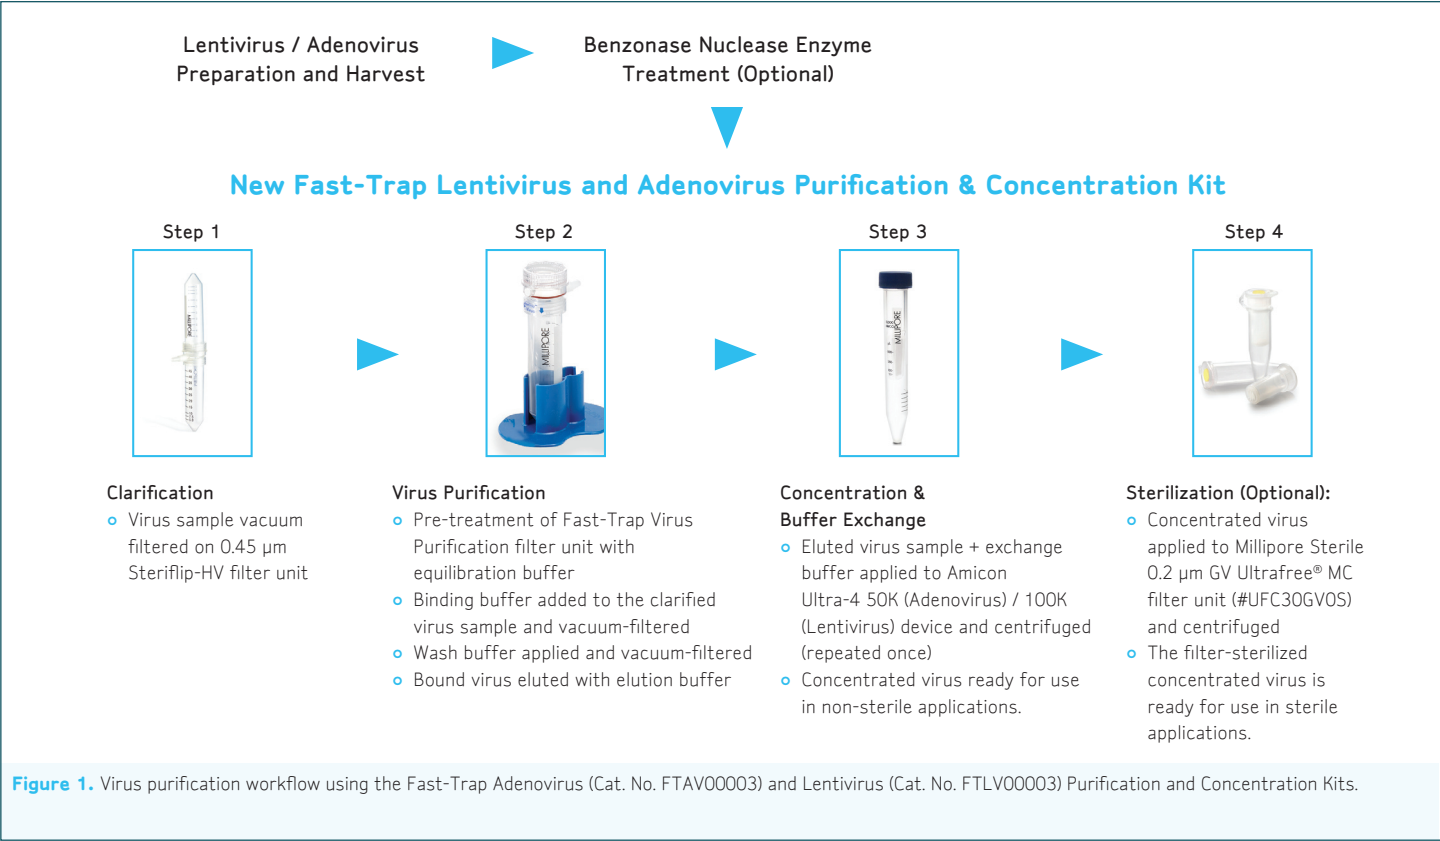 Lentivirus / Adenovirus
Preparation and Harvest
Benzonase Nuclease Enzyme
Treatment (Optional)
New Fast-Trap Lentivirus and Adenovirus Purification & Concentration Kit
Step 1
Step 2
Step 3
Step 4
MILLIPORE
MILLIPORE
MILLIPORE
Clarification
Virus sample vacuum
filtered on 0.45 µm
Steriflip-HV filter unit
Virus Purification
Pre-treatment of Fast-Trap Virus
Purification filter unit with
equilibration buffer
Binding buffer added to the clarified
virus sample and vacuum-filtered
Wash buffer applied and vacuum-filtered
Bound virus eluted with elution buffer
Concentration &
Buffer Exchange
Eluted virus sample + exchange
buffer applied to Amicon
Ultra-4 50K (Adenovirus) / 100K
(Lentivirus) device and centrifuged
(repeated once)
Concentrated virus ready for use
in non-sterile applications.
Sterilization (Optional):
Concentrated virus
applied to Millipore Sterile
0.2 µm GV Ultrafree® MC
filter unit (#UFC30GV0S)
and centrifuged
The filter-sterilized
concentrated virus is
ready for use in sterile
applications.
Figure 1. Virus purification workflow using the Fast-Trap Adenovirus (Cat. No. FTAV00003) and Lentivirus (Cat. No. FTLV00003) Purification and Concentration Kits.